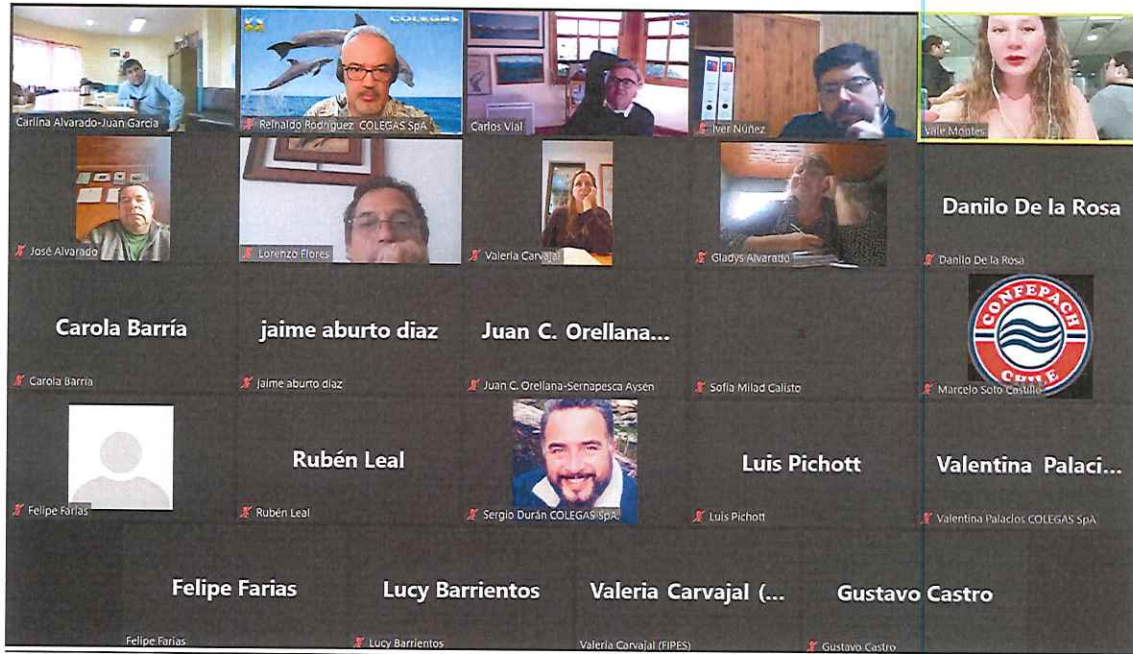 COLEGAS
Carlina Alvarado-Juan Garcia
Reinaldo Rodriguez COLEGAS SpA
Carlos Vial
Iver Núñez
Vale Montes
José Alvarado
Lorenzo Flores
Valeria Carvajal
Gladys Alvarado
Danilo De la Rosa
Danilo De la Rosa
Carola Barría
Carola Barría
jaime aburto diaz
jaime aburto diaz
Juan C. Orellana...
Juan C. Orellana-Sernapesca Aysén
Sofía Milad Calisto
CONFEPACH
CHILE
Marcelo Soto Castillo
Felipe Farias
Rubén Leal
Rubén Leal
Sergio Durán COLEGAS SpA
Luis Pichott
Luis Pichott
Valentina Palaci...
Valentina Palacios COLEGAS SpA
Felipe Farias
Felipe Farias
Lucy Barrientos
Lucy Barrientos
Valeria Carvajal (...
Valeria Carvajal (FIPES)
Gustavo Castro
Gustavo Castro